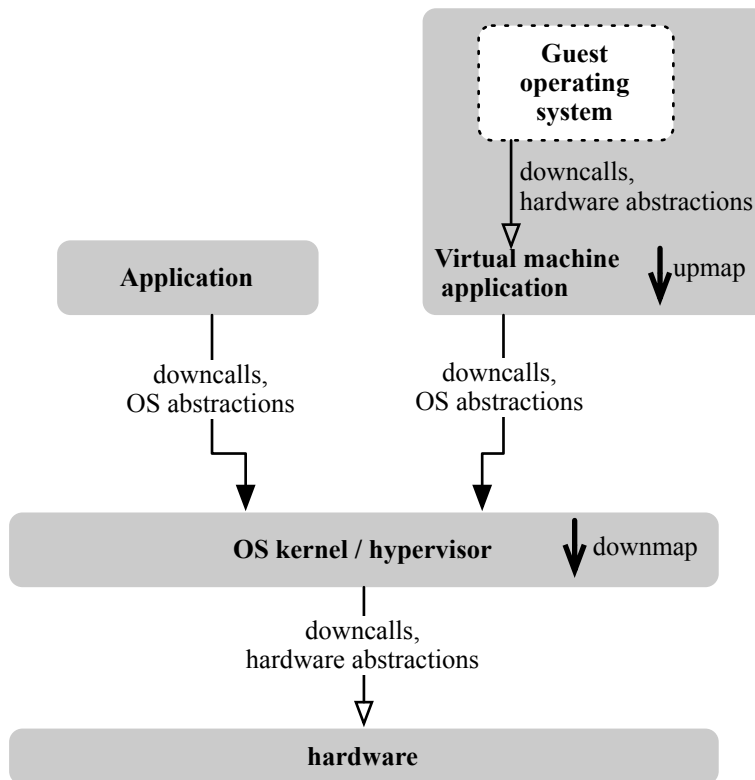 Guest
operating
system
downcalls,
hardware abstractions
Virtual machine
application
upmap
Application
downcalls,
OS abstractions
downcalls,
OS abstractions
OS kernel / hypervisor
downmap
downcalls,
hardware abstractions
hardware